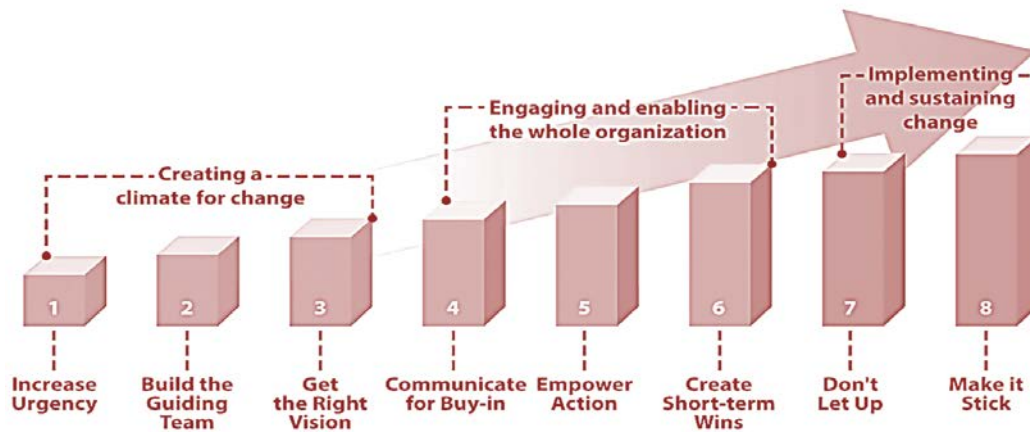 Creating a
climate for change
Engaging and enabling
the whole organization
Implementing
and sustaining
change
1
2
3
4
5
6
7
8
Increase
Urgency
Build the
Guiding
Team
Get
the Right
Vision
Communicate
for Buy-in
Empower
Action
Create
Short-term
Wins
Don't
Let Up
Make it
Stick